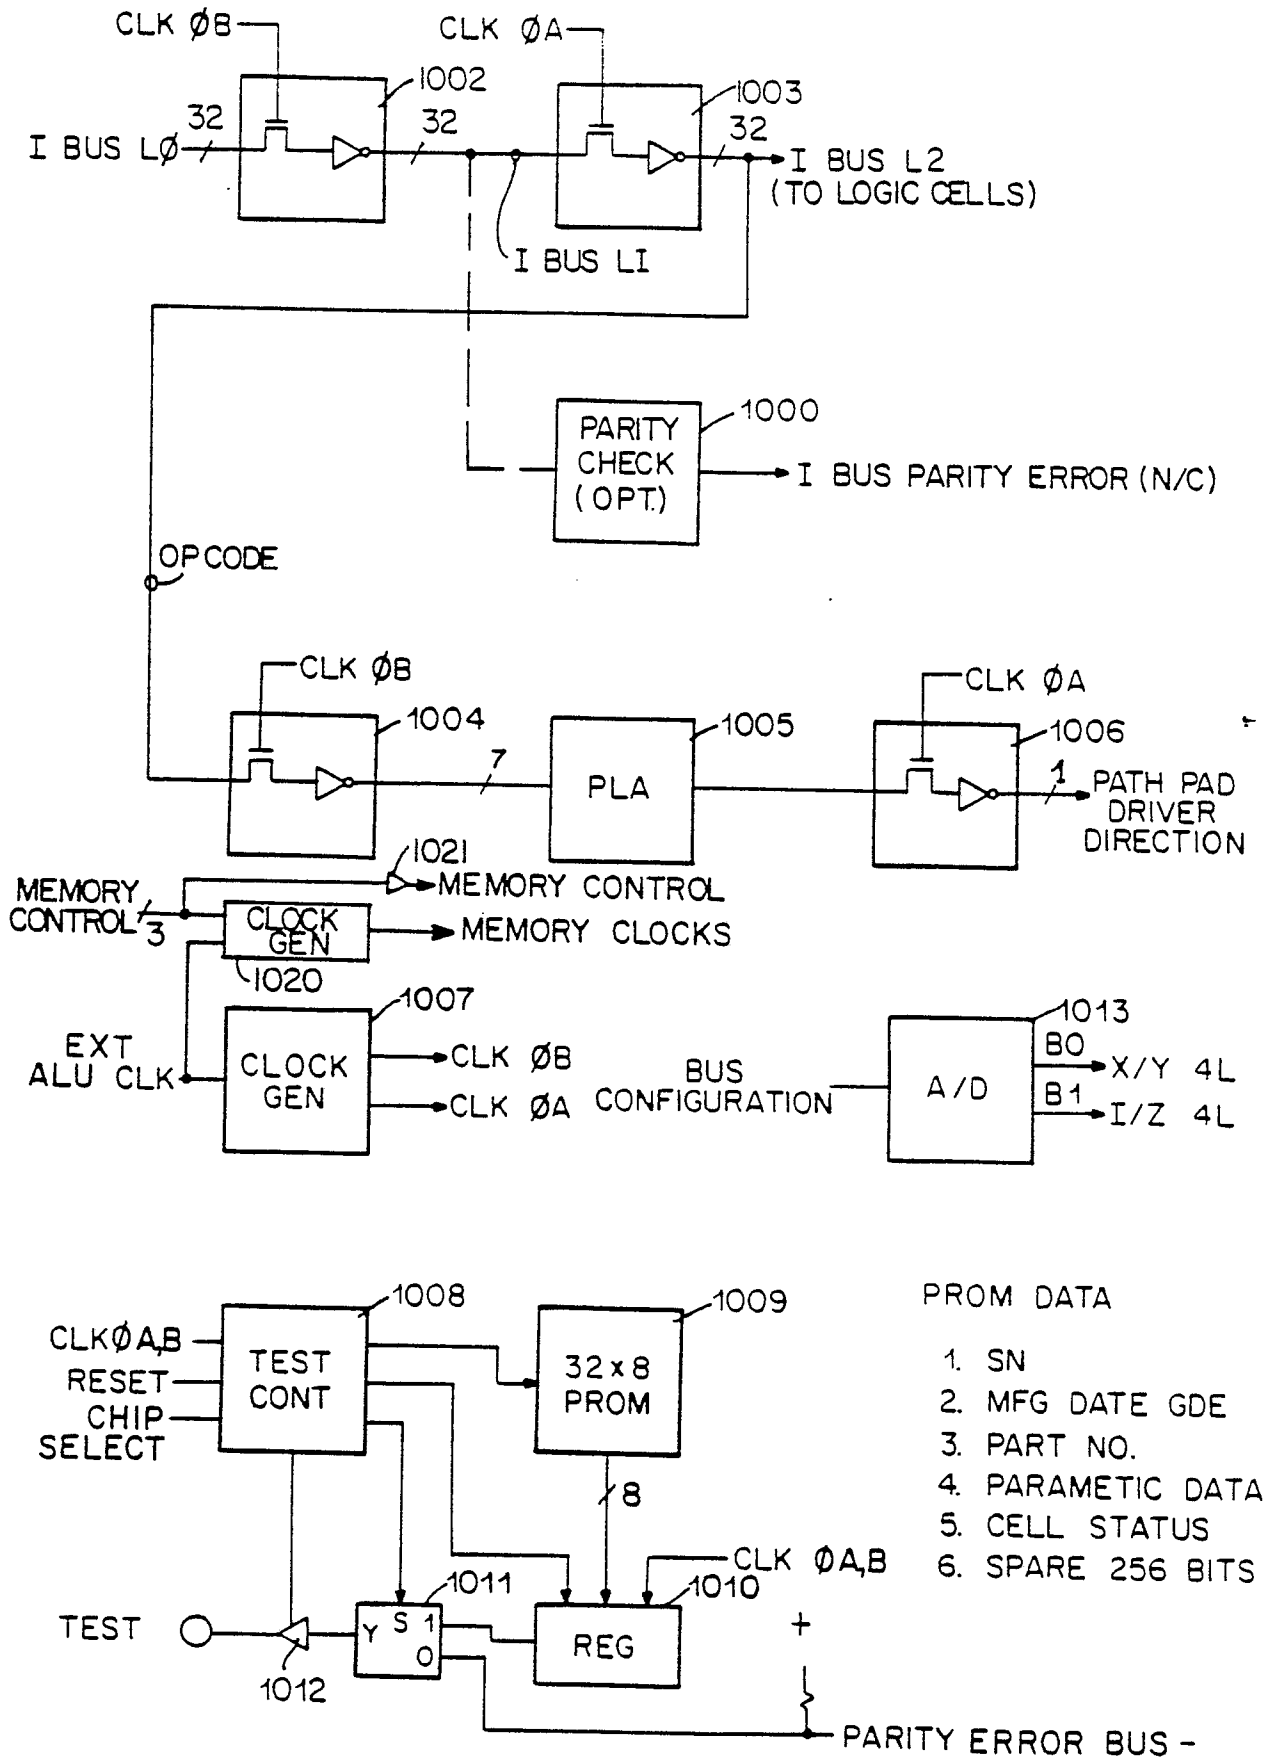 CLK ØB
CLK ØA
1002
1003
32
32
32
I BUS LØ
I BUS L2
(TO LOGIC CELLS)
I BUS LI
1000
PARITY
CHECK
(OPT.)
I BUS PARITY ERROR (N/C)
OPCODE
CLK ØB
CLK ØA
1004
1005
1006
7
PLA
1
PATH PAD
DRIVER
DIRECTION
1021
MEMORY
CONTROL
3
MEMORY CONTROL
CLOCK
GEN
MEMORY CLOCKS
1020
1007
1013
EXT
ALU CLK
CLOCK
GEN
CLK ØB
CLK ØA
BUS
CONFIGURATION
A/D
B0
X/Y 4L
B1
I/Z 4L
1008
1009
PROM DATA
CLKØA,B
RESET
CHIP
SELECT
TEST
CONT
32x8
PROM
1. SN
2. MFG DATE GDE
3. PART NO.
4. PARAMETIC DATA
5. CELL STATUS
6. SPARE 256 BITS
8
CLK ØA,B
1011
1010
TEST
1012
Y S 1
0
REG
+
PARITY ERROR BUS -